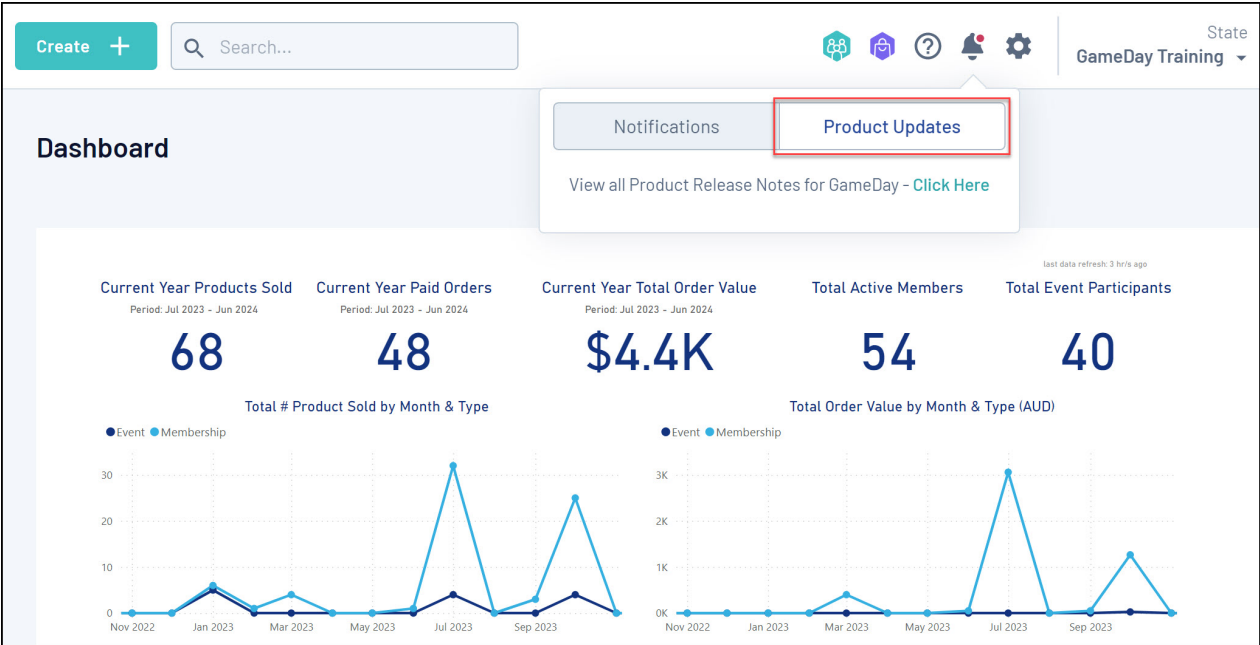 Create +
Search...
State
GameDay Training
Notifications
Product Updates
View all Product Release Notes for GameDay - Click Here
Dashboard
last data refresh: 3 hr/s ago
Current Year Products Sold
Period: Jul 2023 - Jun 2024
68
Current Year Paid Orders
Period: Jul 2023 - Jun 2024
48
Current Year Total Order Value
Period: Jul 2023 - Jun 2024
$4.4K
Total Active Members
54
Total Event Participants
40
Total # Product Sold by Month & Type
Event Membership
30
20
10
0
Nov 2022 Jan 2023 Mar 2023 May 2023 Jul 2023 Sep 2023
Total Order Value by Month & Type (AUD)
Event Membership
3K
2K
1K
0K
Nov 2022 Jan 2023 Mar 2023 May 2023 Jul 2023 Sep 2023